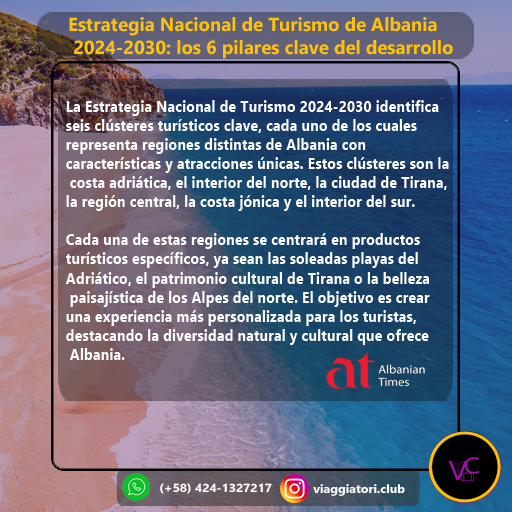 Estrategia Nacional de Turismo de Albania
2024-2030: los 6 pilares clave del desarrollo
La Estrategia Nacional de Turismo 2024-2030 identifica
seis clústeres turísticos clave, cada uno de los cuales
representa regiones distintas de Albania con
características y atracciones únicas. Estos clústeres son la
costa adriática, el interior del norte, la ciudad de Tirana,
la región central, la costa jónica y el interior del sur.
Cada una de estas regiones se centrará en productos
turísticos específicos, ya sean las soleadas playas del
Adriático, el patrimonio cultural de Tirana o la belleza
paisajística de los Alpes del norte. El objetivo es crear
una experiencia más personalizada para los turistas,
destacando la diversidad natural y cultural que ofrece
Albania.
at Albanian
Times
(+58) 424-1327217 viaggiatori.club